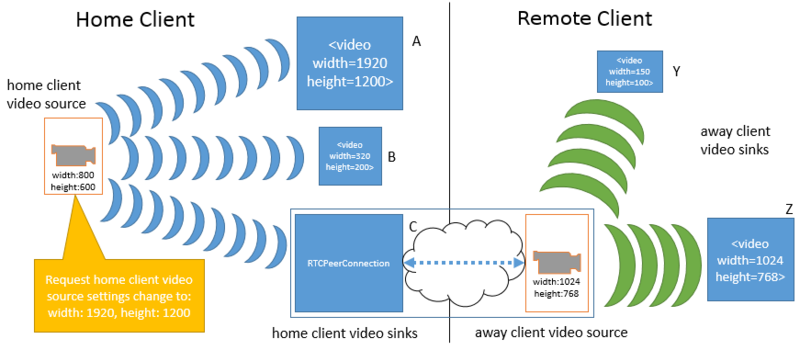 Home Client
Remote Client
home client
video source
width:800
height:600
Request home client video
source settings change to:
width: 1920, height: 1200
<video
width=1920
height=1200>
A
<video
width=320
height=200>
B
RTCPeerConnection
C
home client video sinks
<video
width=150
height=100>
Y
away client
video sinks
width:1024
height:768
away client video source
Z
<video
width=1024
height=768>